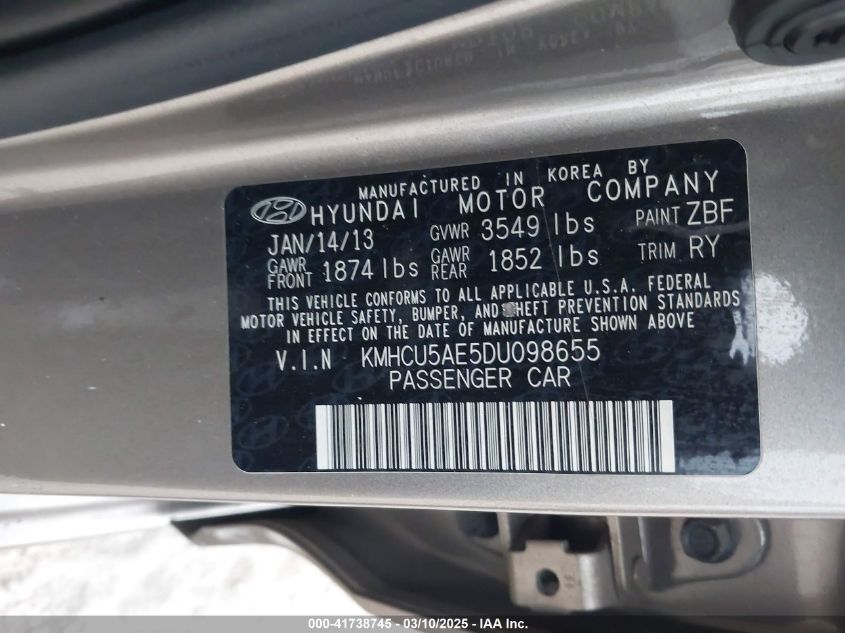 MANUFACTURED IN KOREA BY
HYUNDAI MOTOR COMPANY
JAN/14/13 GVWR 3549 lbs PAINT ZBF
GAWR FRONT 1874 lbs GAWR REAR 1852 lbs TRIM RY
THIS VEHICLE CONFORMS TO ALL APPLICABLE U.S.A. FEDERAL
MOTOR VEHICLE SAFETY, BUMPER, AND THEFT PREVENTION STANDARDS
IN EFFECT ON THE DATE OF MANUFACTURE SHOWN ABOVE
V.I.N KMHCU5AE5DU098655
PASSENGER CAR
000-41738745 - 03/10/2025 - IAA Inc.